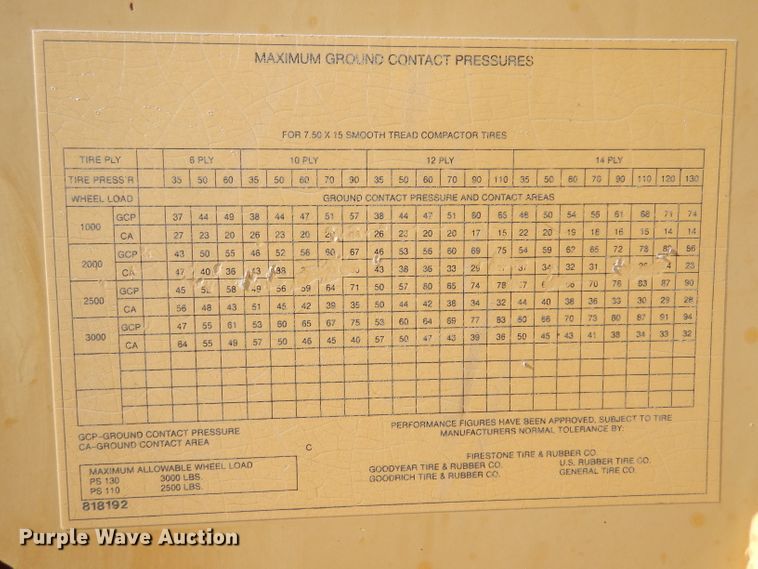 MAXIMUM GROUND CONTACT PRESSURES
FOR 7.50 X 15 SMOOTH TREAD COMPACTOR TIRES
TIRE PLY 6 PLY 10 PLY 12 PLY 14 PLY
TIRE PRESS'R 35 50 60 35 50 60 70 90 35 50 60 70 90 110 35 50 60 70 90 110 120 130
WHEEL LOAD GROUND CONTACT PRESSURE AND CONTACT AREAS
1000 GCP 37 44 49 38 44 47 51 57 38 44 47 51 60 65 46 50 54 56 61 68 71 74
CA 27 23 20 26 23 20 26 23 20 20 17 15 22 20 19 18 16 15 14 14
2000 GCP 43 50 55 46 52 56 60 67 46 53 56 60 69 75 54 59 62 65 72 78 56
CA 47 40 36 43 38 43 38 36 33 29 34 32 31 23
2500 GCP 45 58 49 56 59 64 71 50 57 60 65 74 78 70 76 83 87 90
CA 56 48 43 51 45 42 39 35 50 44 42 38 34 32 44 40 38 36 33 30 29 28
3000 GCP 47 55 61 53 60 65 67 75 53 60 64 69 77 83 60 66 70 73 80 87 91 94
CA 64 55 49 57 50 46 45 40 57 50 47 43 39 36 50 45 43 41 38 34 33 32
GCP-GROUND CONTACT PRESSURE
CA-GROUND CONTACT AREA
C
PERFORMANCE FIGURES HAVE BEEN APPROVED, SUBJECT TO TIRE
MANUFACTURERS NORMAL TOLERANCE BY:
FIRESTONE TIRE & RUBBER CO.
GOODYEAR TIRE & RUBBER CO. U.S. RUBBER TIRE CO.
GOODRICH TIRE & RUBBER CO. GENERAL TIRE CO.
MAXIMUM ALLOWABLE WHEEL LOAD
PS 130 3000 LBS.
PS 110 2500 LBS.
818192
Purple Wave Auction